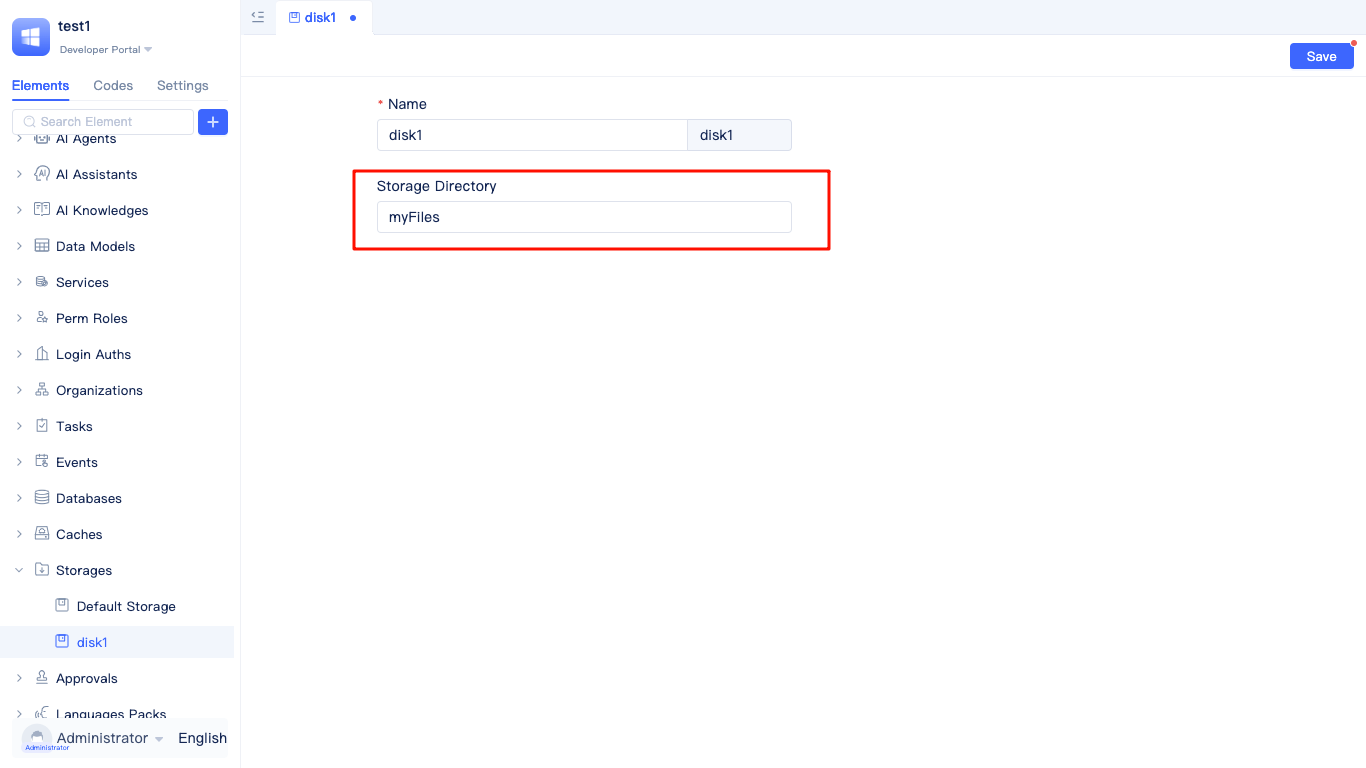 test1
Developer Portal
Elements Codes Settings
Search Element
AI Agents
AI Assistants
AI Knowledges
Data Models
Services
Perm Roles
Login Auths
Organizations
Tasks
Events
Databases
Caches
Storages
Default Storage
disk1
Approvals
Languages Packs
Administrator English
Administrator
disk1
Save
* Name
disk1 disk1
Storage Directory
myFiles